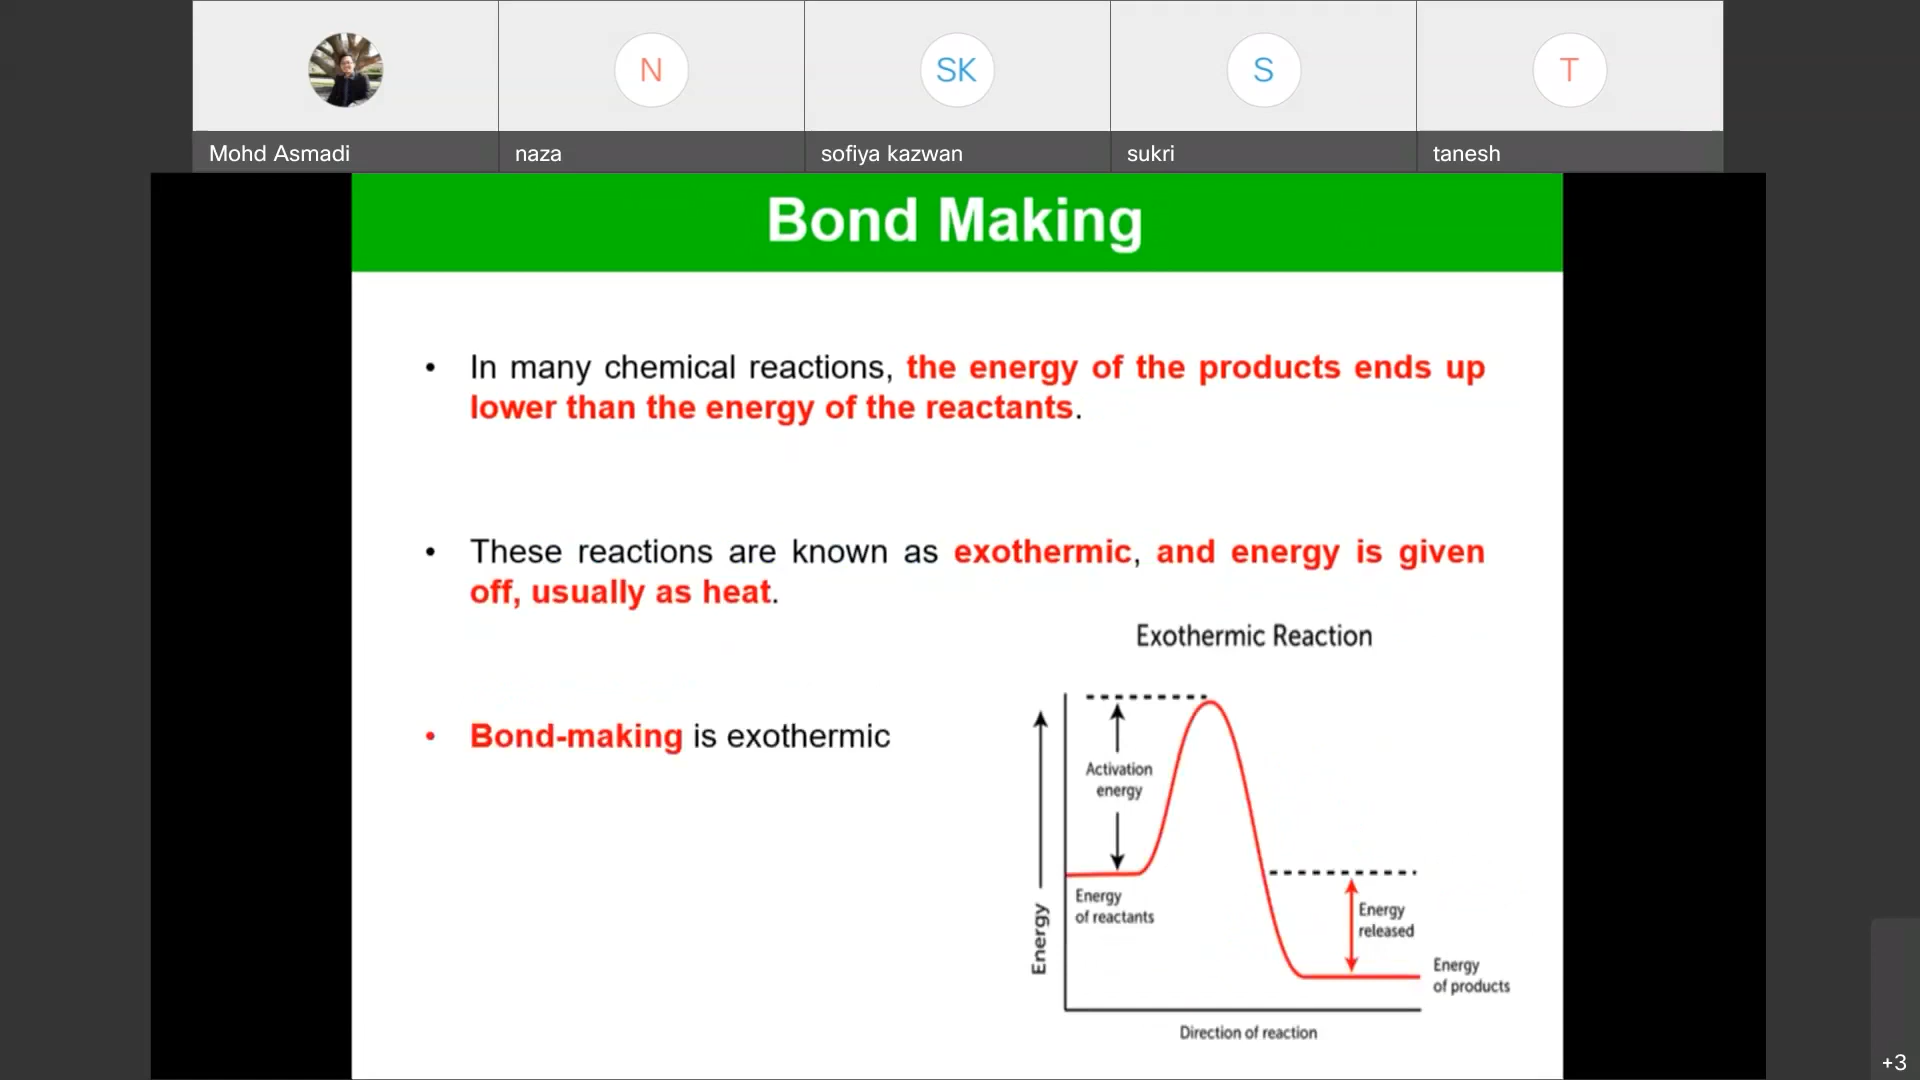 N
SK
S
T
Mohd Asmadi
naza
sofiya kazwan
sukri
tanesh
Bond Making
• In many chemical reactions, the energy of the products ends up
lower than the energy of the reactants.
• These reactions are known as exothermic, and energy is given
off, usually as heat.
• Bond-making is exothermic
Exothermic Reaction
Activation
energy
Energy
of reactants
Energy
Energy
released
Energy
of products
Direction of reaction
+3